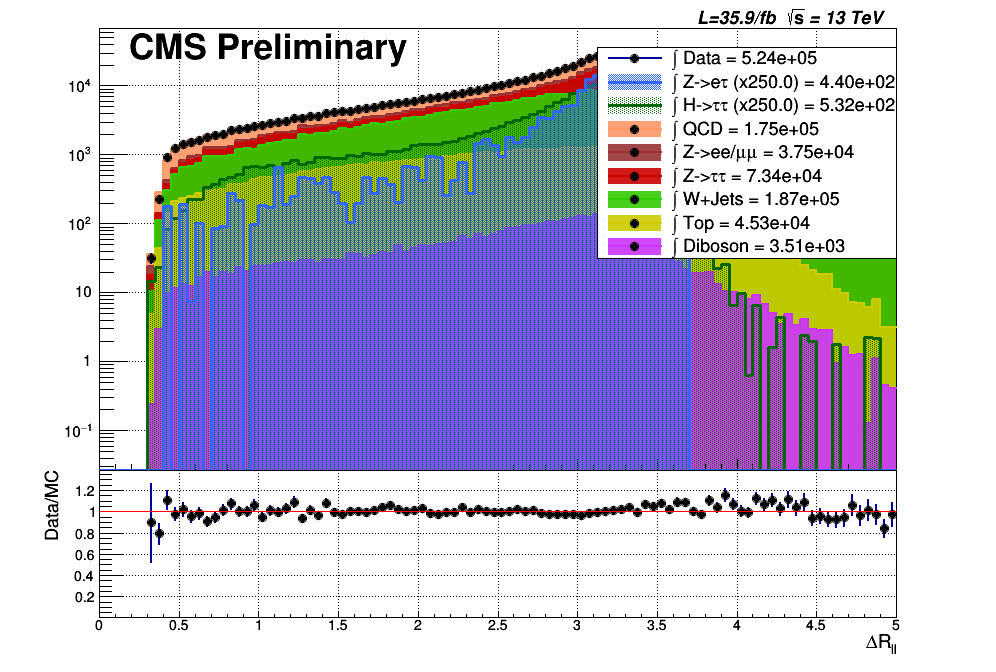 L=35.9/fb √s = 13 TeV
CMS Preliminary
∫ Data = 5.24e+05
∫ Z->eτ (x250.0) = 4.40e+02
∫ H->ττ (x250.0) = 5.32e+02
∫ QCD = 1.75e+05
∫ Z->ee/μμ = 3.75e+04
∫ Z->ττ = 7.34e+04
∫ W+Jets = 1.87e+05
∫ Top = 4.53e+04
∫ Diboson = 3.51e+03
10⁴
10³
10²
10
1
10⁻¹
Data/MC
1.2
1
0.8
0.6
0.4
0.2
0 0.5 1 1.5 2 2.5 3 3.5 4 4.5 5
ΔR_ll